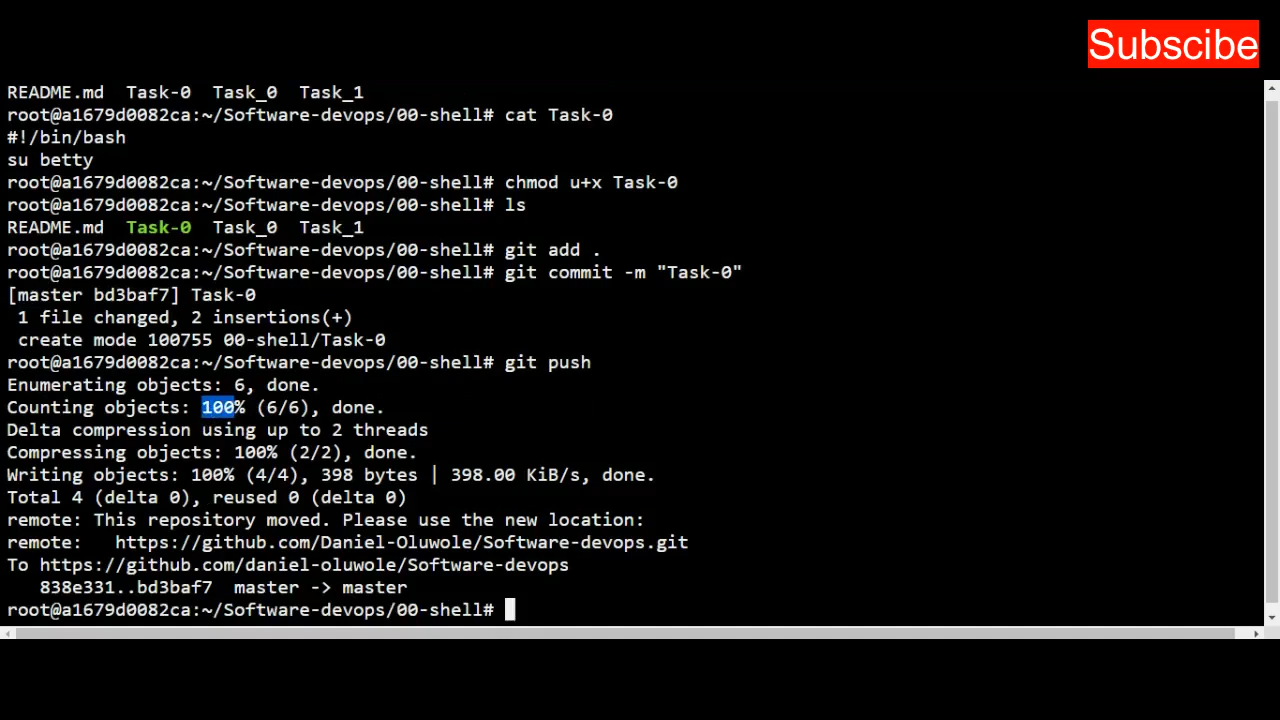 Subscibe
README.md  Task-0  Task_0  Task_1
root@a1679d0082ca:~/Software-devops/00-shell# cat Task-0
#!/bin/bash
su betty
root@a1679d0082ca:~/Software-devops/00-shell# chmod u+x Task-0
root@a1679d0082ca:~/Software-devops/00-shell# ls
README.md  Task-0  Task_0  Task_1
root@a1679d0082ca:~/Software-devops/00-shell# git add .
root@a1679d0082ca:~/Software-devops/00-shell# git commit -m "Task-0"
[master bd3baf7] Task-0
 1 file changed, 2 insertions(+)
 create mode 100755 00-shell/Task-0
root@a1679d0082ca:~/Software-devops/00-shell# git push
Enumerating objects: 6, done.
Counting objects: 100% (6/6), done.
Delta compression using up to 2 threads
Compressing objects: 100% (2/2), done.
Writing objects: 100% (4/4), 398 bytes | 398.00 KiB/s, done.
Total 4 (delta 0), reused 0 (delta 0)
remote: This repository moved. Please use the new location:
remote:   https://github.com/Daniel-Oluwole/Software-devops.git
To https://github.com/daniel-oluwole/Software-devops
   838e331..bd3baf7  master -> master
root@a1679d0082ca:~/Software-devops/00-shell#